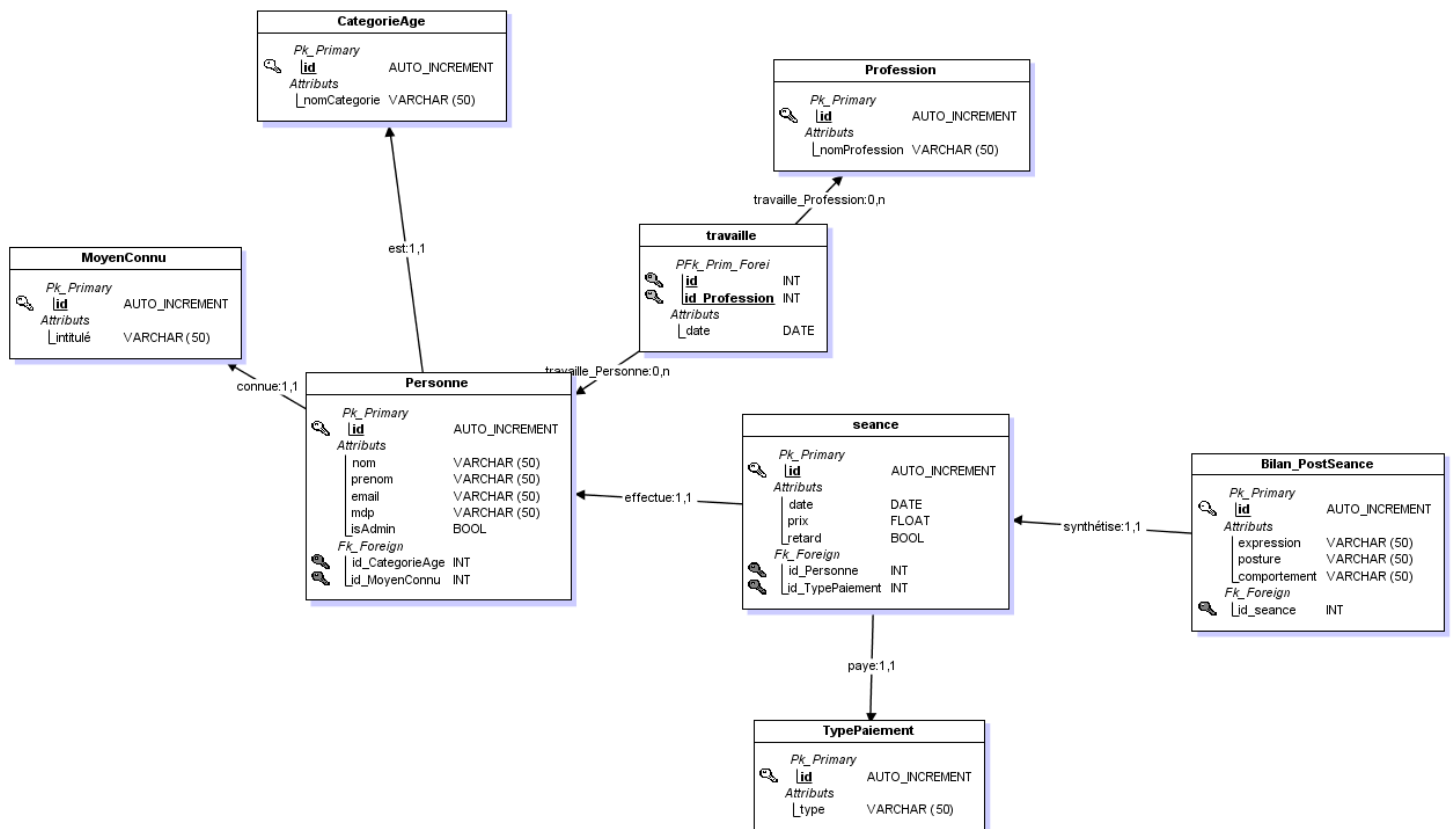 CategorieAge
Pk_Primary
id AUTO_INCREMENT
Attributs
nomCategorie VARCHAR (50)
Profession
Pk_Primary
id AUTO_INCREMENT
Attributs
nomProfession VARCHAR (50)
travaille_Profession:0,n
travaille
PFk_Prim_Forei
id INT
id_Profession INT
Attributs
date DATE
est:1,1
MoyenConnu
Pk_Primary
id AUTO_INCREMENT
Attributs
intitulé VARCHAR (50)
connue:1,1
travaille_Personne:0,n
Personne
Pk_Primary
id AUTO_INCREMENT
Attributs
nom VARCHAR (50)
prenom VARCHAR (50)
email VARCHAR (50)
mdp VARCHAR (50)
isAdmin BOOL
Fk_Foreign
id_CategorieAge INT
id_MoyenConnu INT
effectue:1,1
seance
Pk_Primary
id AUTO_INCREMENT
Attributs
date DATE
prix FLOAT
retard BOOL
Fk_Foreign
id_Personne INT
id_TypePaiement INT
synthétise:1,1
Bilan_PostSeance
Pk_Primary
id AUTO_INCREMENT
Attributs
expression VARCHAR (50)
posture VARCHAR (50)
comportement VARCHAR (50)
Fk_Foreign
id_seance INT
paye:1,1
TypePaiement
Pk_Primary
id AUTO_INCREMENT
Attributs
type VARCHAR (50)